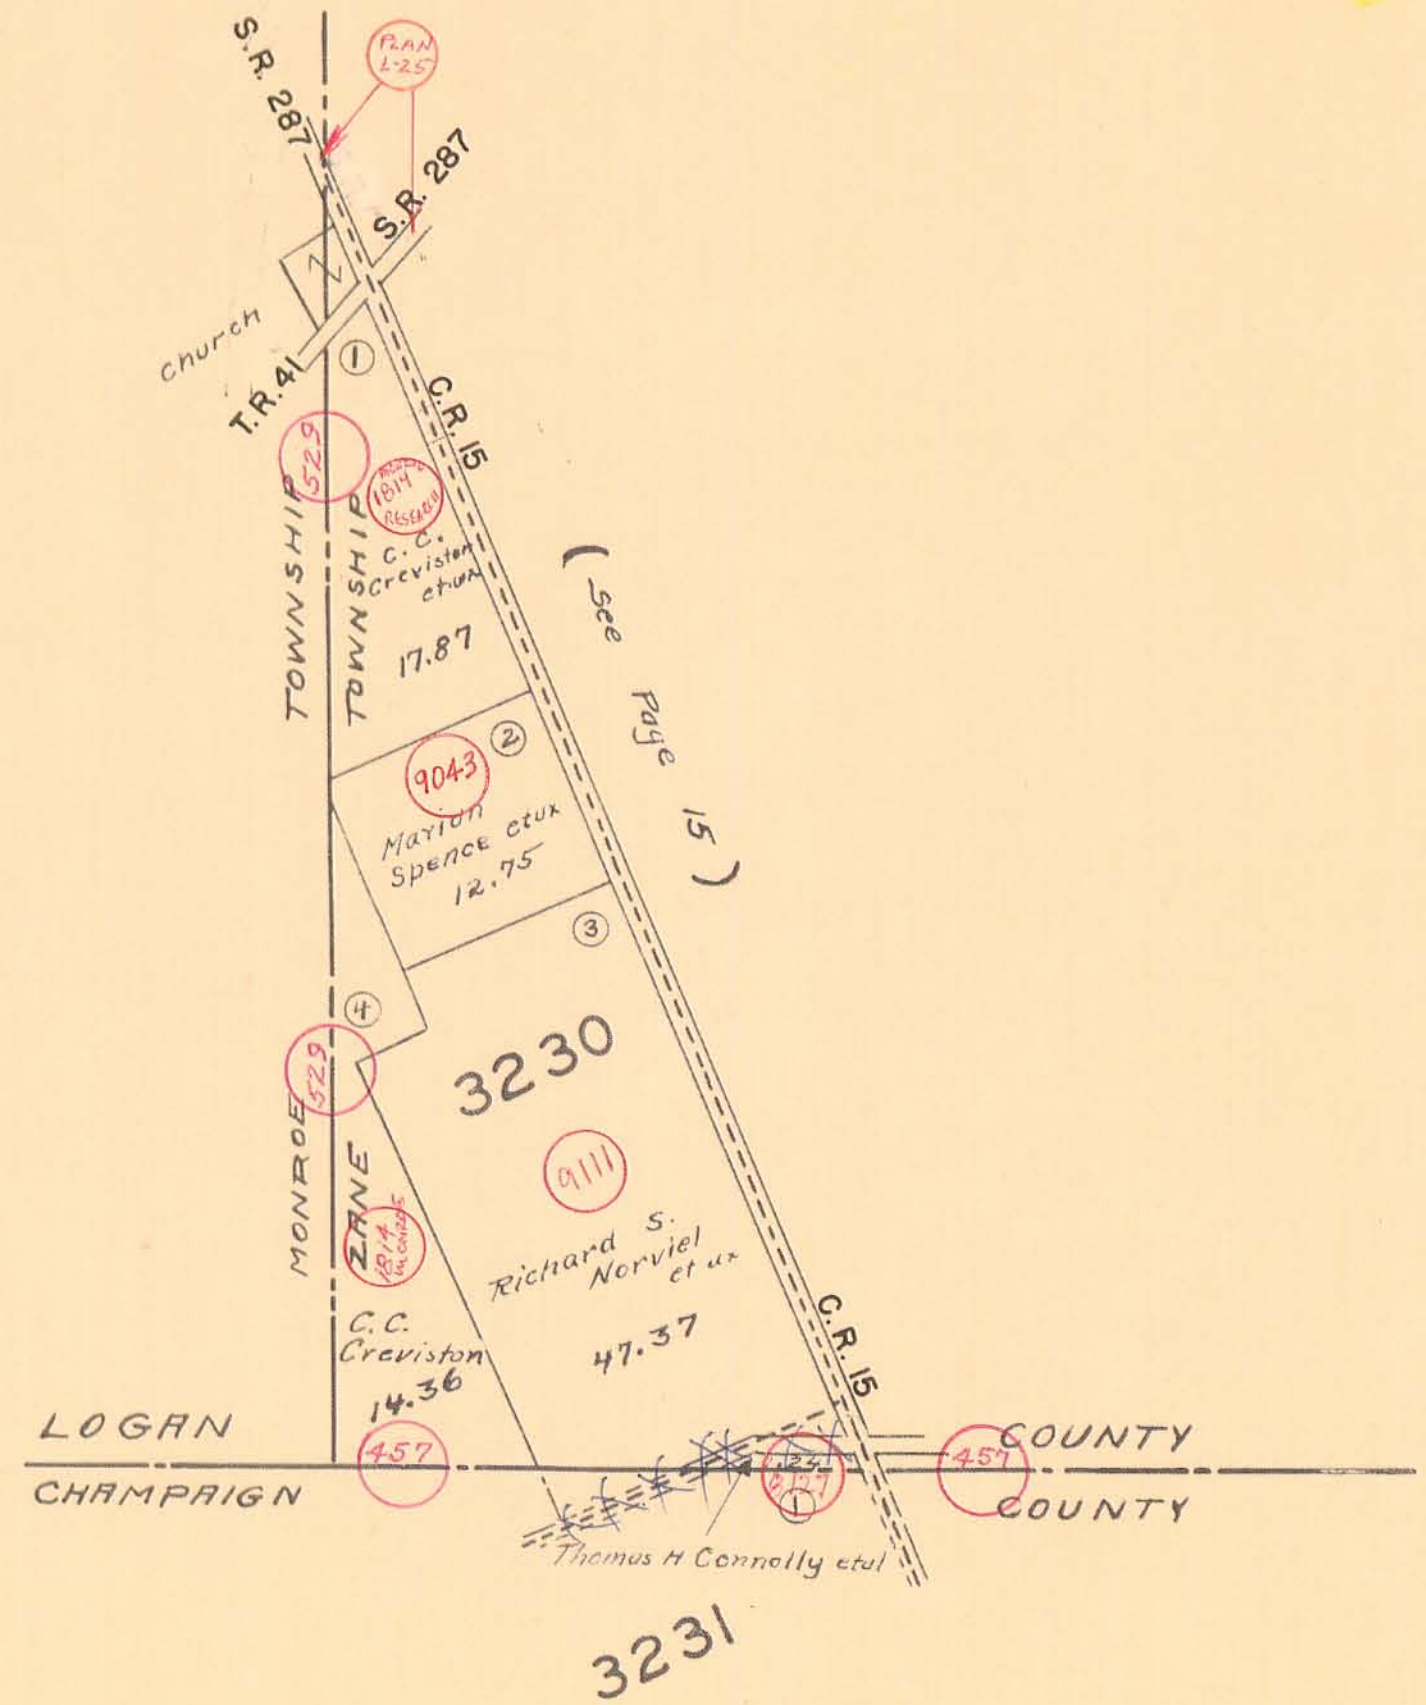 S.R. 287
PLAN
L-25
S.R. 287
church
T.R. 41
1
C.R. 15
529
TOWNSHIP
TOWNSHIP
1814
RESEARCH
C. C.
Creviston
etux
17.87
(See Page 15)
2
9043
Marion
Spence etux
12.75
3
4
3230
529
MONROE
ZANE
9111
1814
Richard S.
Norviel
et ux
47.37
C.C.
Creviston
14.36
C.R. 15
LOGAN
COUNTY
457
457
CHAMPAIGN
COUNTY
1
Thomas H Connolly etal
3231